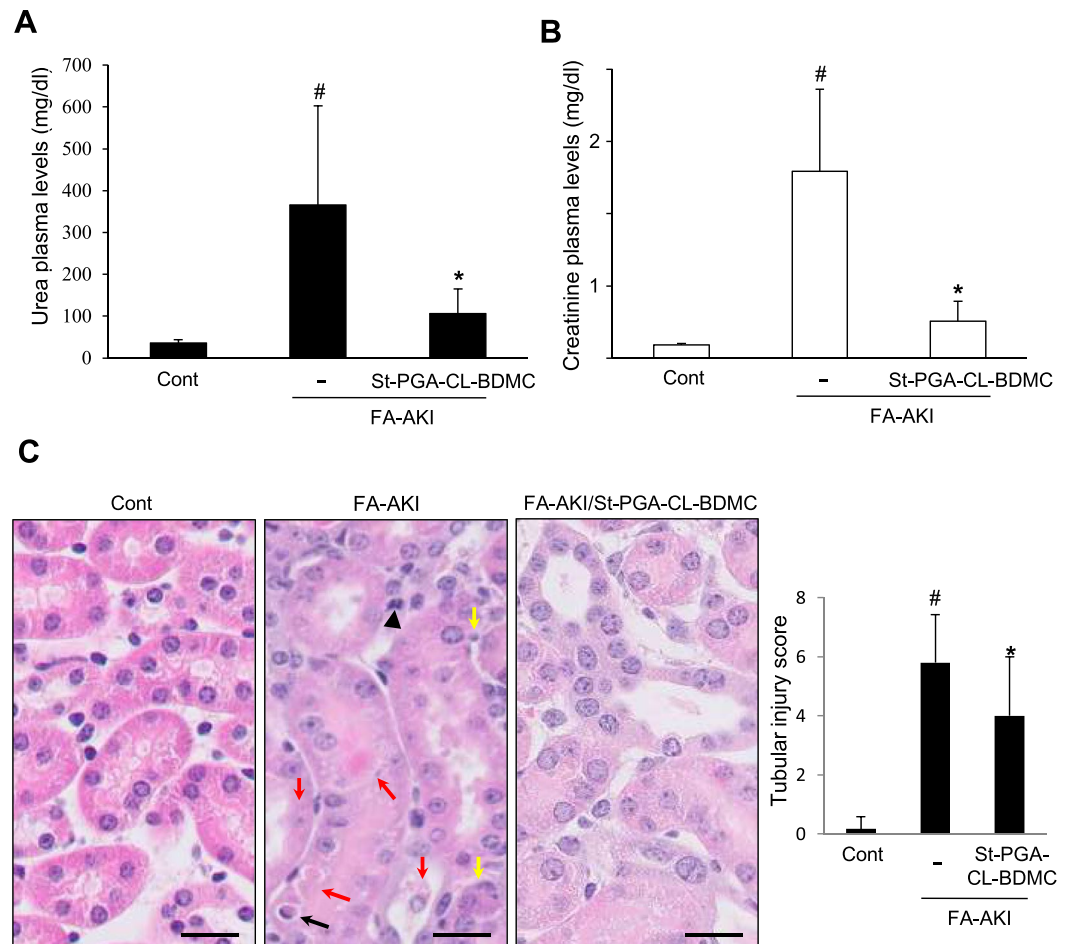 A
Urea plasma levels (mg/dl)
700
600
500
400
300
200
100
0
#
*
Cont
-
St-PGA-CL-BDMC
FA-AKI
B
Creatinine plasma levels (mg/dl)
2
1
#
*
Cont
-
St-PGA-CL-BDMC
FA-AKI
C
Cont
FA-AKI
FA-AKI/St-PGA-CL-BDMC
Tubular injury score
8
6
4
2
0
#
*
Cont
-
St-PGA-
CL-BDMC
FA-AKI